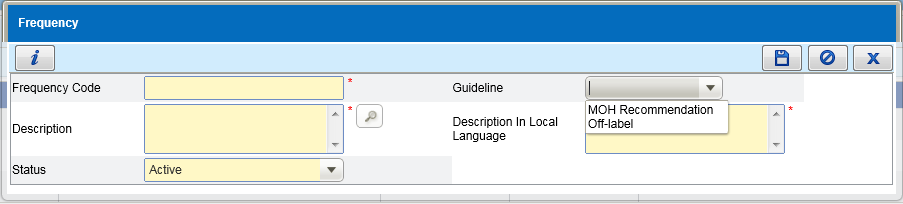 Frequency
i
Frequency Code
*
Guideline
MOH Recommendation
Off-label
Description
*
Description In Local
Language
*
Status
Active